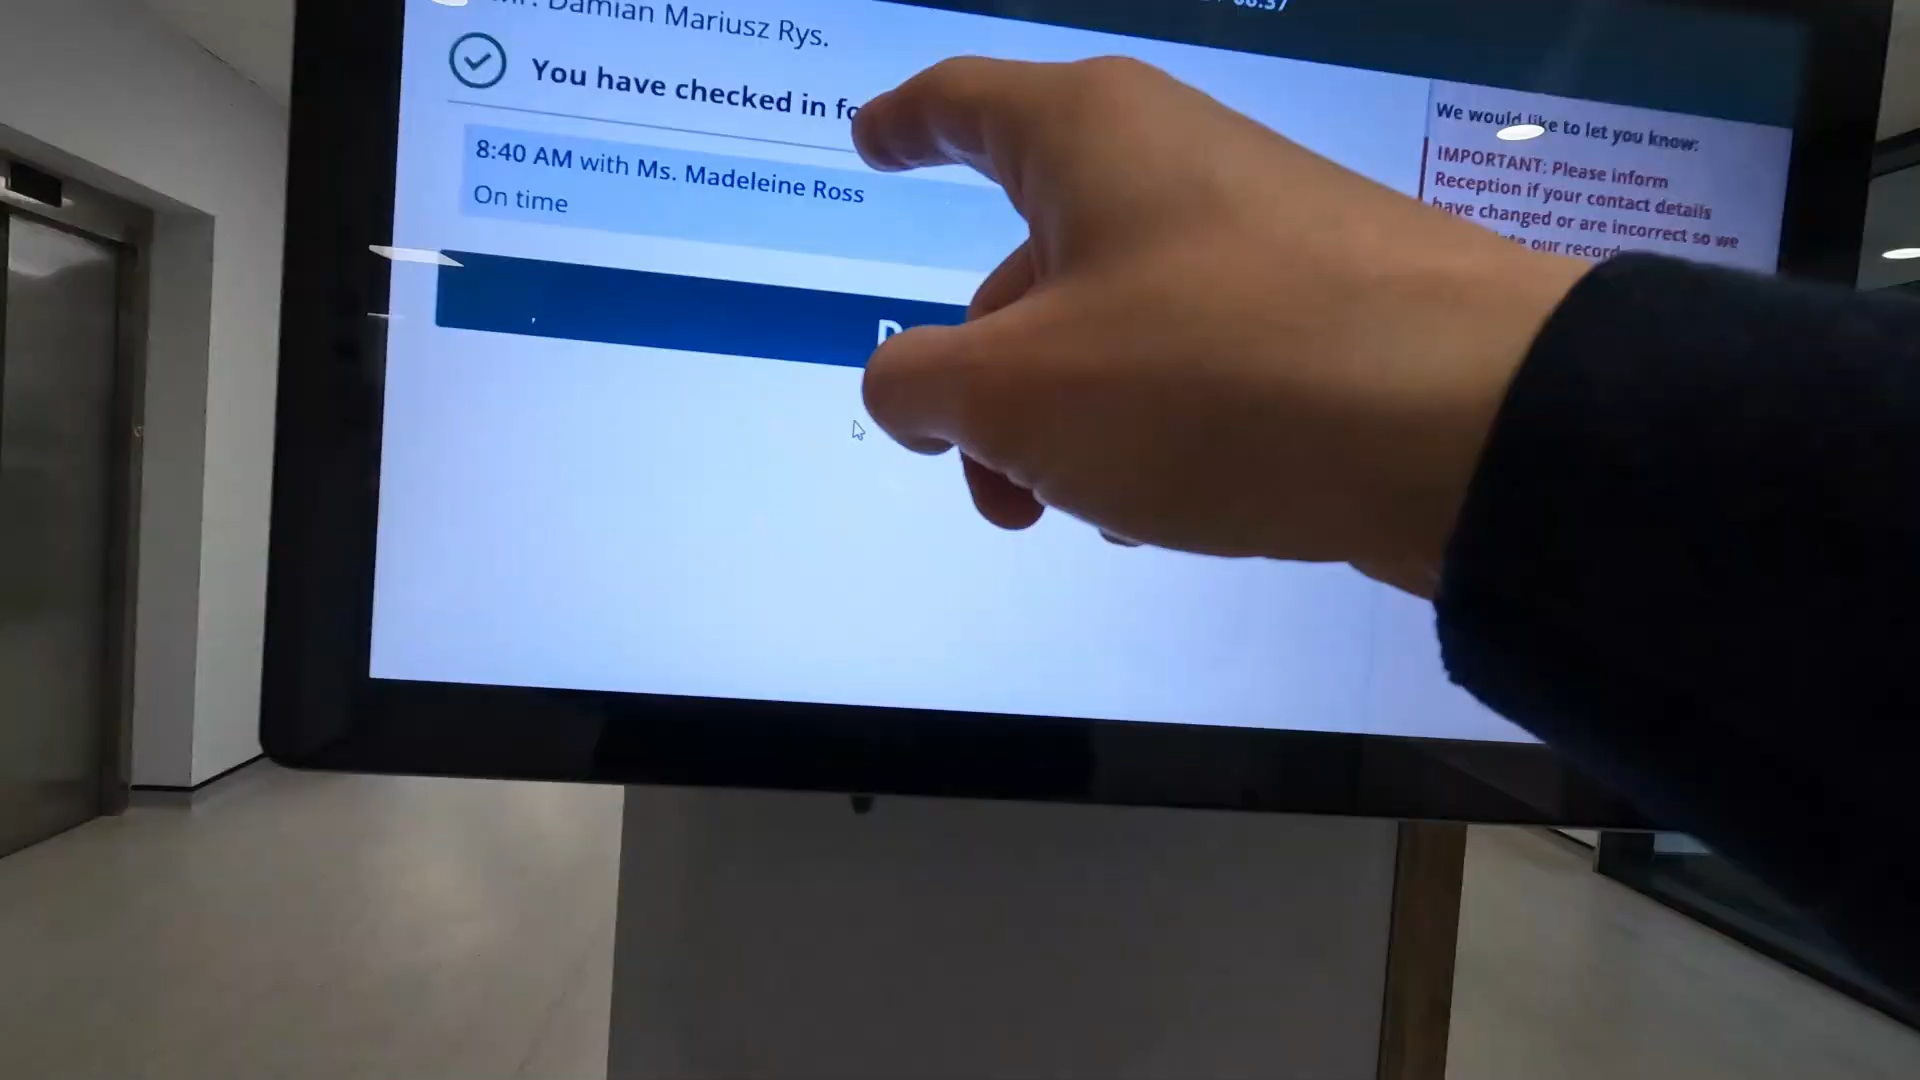 Damian Mariusz Rys.
You have checked in
8:40 AM with Ms. Madeleine Ross
On time
We would like to let you know:
IMPORTANT: Please inform
Reception if your contact details
have changed or are incorrect so we
our